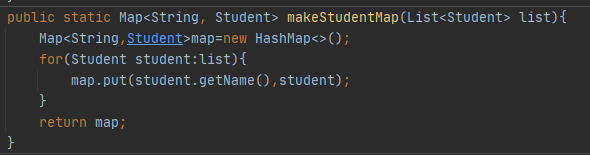 public static Map<String, Student> makeStudentMap(List<Student> list){
    Map<String,Student>map=new HashMap<>();
    for(Student student:list){
        map.put(student.getName(),student);
    }
    return map;
}